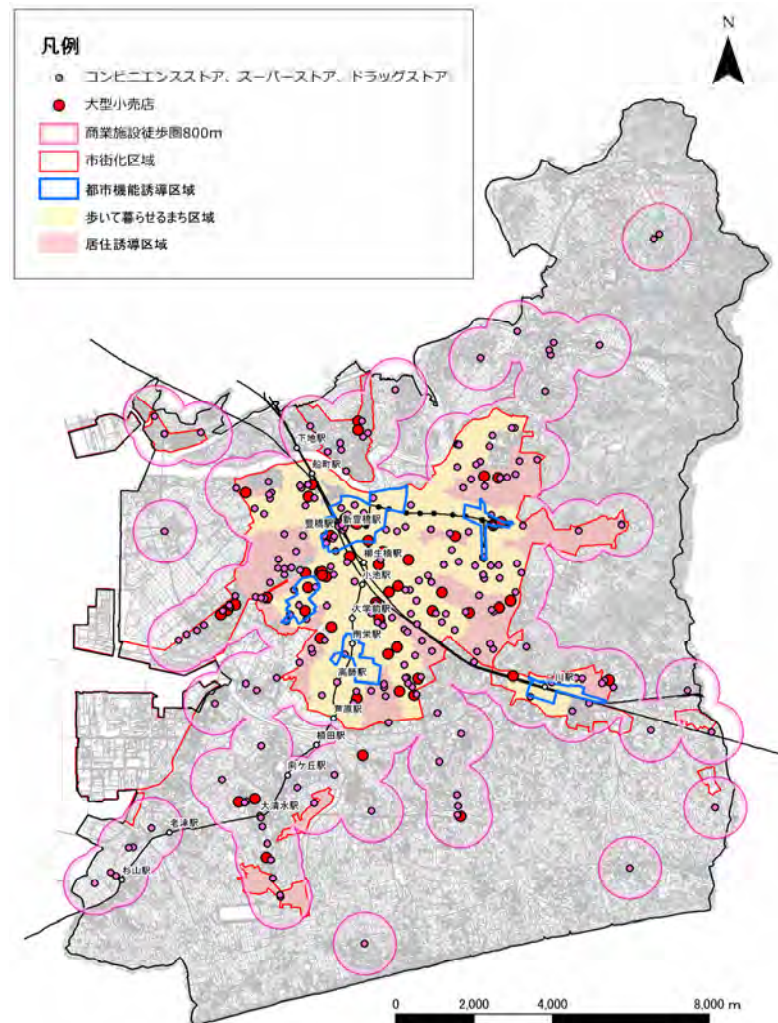 N
凡例
コンビニエンスストア、スーパーストア、ドラッグストア
大型小売店
商業施設徒歩圏800m
市街化区域
都市機能誘導区域
歩いて暮らせるまち区域
居住誘導区域
下地駅
船町駅
豊橋駅
新豊橋駅
柳生橋駅
小池駅
大学前駅
南栄駅
高師駅
芦原駅
植田駅
向ケ丘駅
大清水駅
老津駅
杉山駅
二川駅
0 2,000 4,000 8,000 m